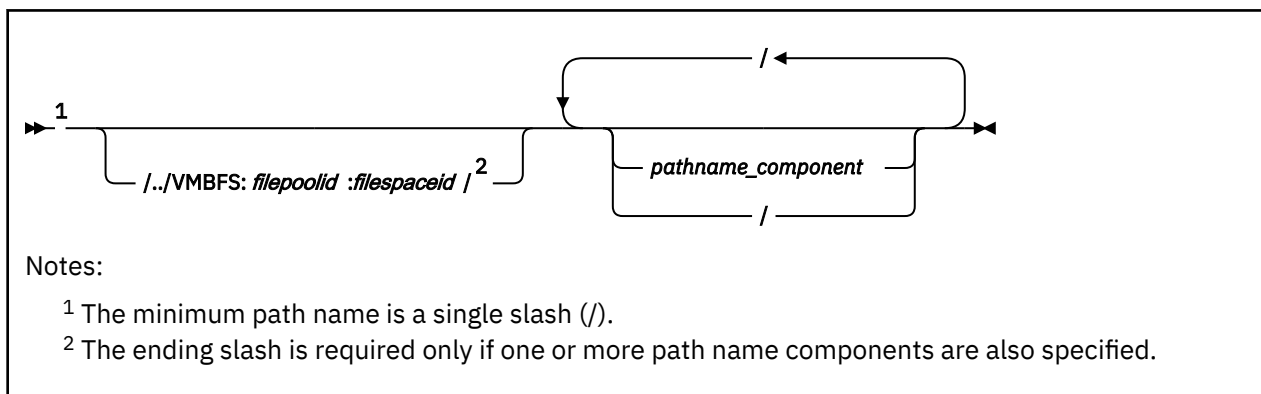 /
1
/../VMBFS: filepoolid :filespaceid / 2
pathname_component
/
Notes:
1 The minimum path name is a single slash (/).
2 The ending slash is required only if one or more path name components are also specified.